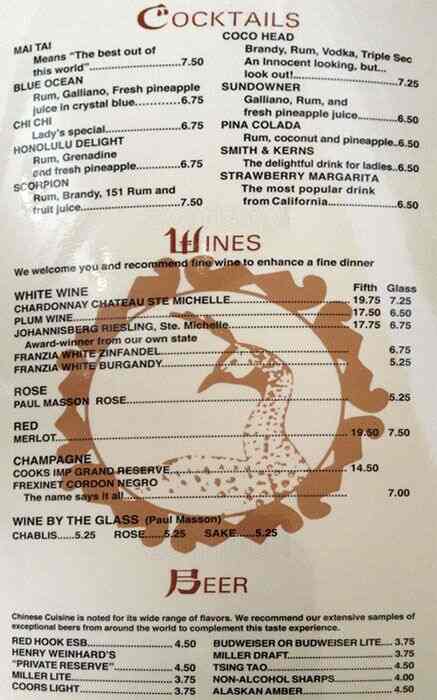 COCKTAILS
MAI TAI
Means "The best out of
this world"..................7.50
BLUE OCEAN
Rum, Galliano, Fresh pineapple
juice in crystal blue...........6.75
CHI CHI
Lady's special..................6.75
HONOLULU DELIGHT
Rum, Grenadine
and fresh pineapple...............6.75
SCORPION
Rum, Brandy, 151 Rum and
fruit juice.....................7.50
COCO HEAD
Brandy, Rum, Vodka, Triple Sec
An Innocent looking, but...
look out!.......................7.25
SUNDOWNER
Galliano, Rum, and
fresh pineapple juice...........6.50
PINA COLADA
Rum, coconut and pineapple..6.50
SMITH & KERNS
The delightful drink for ladies..6.50
STRAWBERRY MARGARITA
The most popular drink
from California.................6.50
WINES
We welcome you and recommend fine wine to enhance a fine dinner
Fifth Glass
WHITE WINE
CHARDONNAY CHATEAU STE MICHELLE...................... 19.75 7.25
PLUM WINE...................... 17.50 6.50
JOHANNISBERG RIESLING, Ste. Michelle...................... 17.75 6.75
Award-winner from our own state
FRANZIA WHITE ZINFANDEL...................... 6.75
FRANZIA WHITE BURGANDY...................... 5.25
ROSE
PAUL MASSON ROSE......................5.25
RED
MERLOT...................... 19.50 7.50
CHAMPAGNE
COOKS IMP GRAND RESERVE...................... 14.50
FREXINET CORDON NEGRO
The name says it all...................... 7.00
WINE BY THE GLASS (Paul Masson)
CHABLIS......5.25 ROSE......5.25 SAKE.....5.25
BEER
Chinese Cuisine is noted for its wide range of flavors. We recommend our extensive samples of
exceptional beers from around the world to complement this taste experience.
RED HOOK ESB...................... 4.50
HENRY WEINHARD'S
"PRIVATE RESERVE".................. 4.50
MILLER LITE...................... 3.75
COORS LIGHT...................... 3.75
BUDWEISER OR BUDWEISER LITE.... 3.75
MILLER DRAFT...................... 3.75
TSING TAO...................... 4.50
NON-ALCOHOL SHARPS.................. 4.00
ALASKAN AMBER...................... 4.50